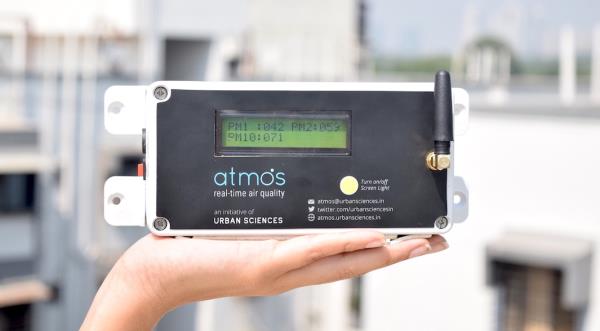 PM1 :042 PM2:059
PM10:071
atmos
real-time air quality
an initiative of
URBAN SCIENCES
Turn on/off
Screen Light
atmos@urbansciences.in
twitter.com/urbansciencesin
atmos.urbansciences.in